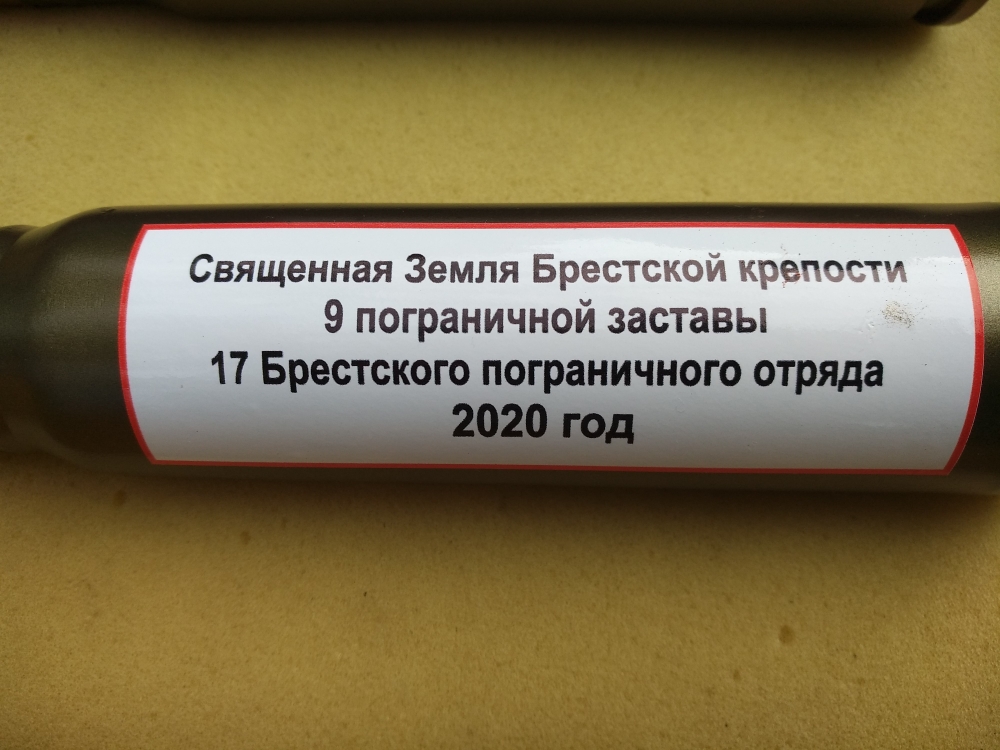 Священная Земля Брестской крепости
9 пограничной заставы
17 Брестского пограничного отряда
2020 год